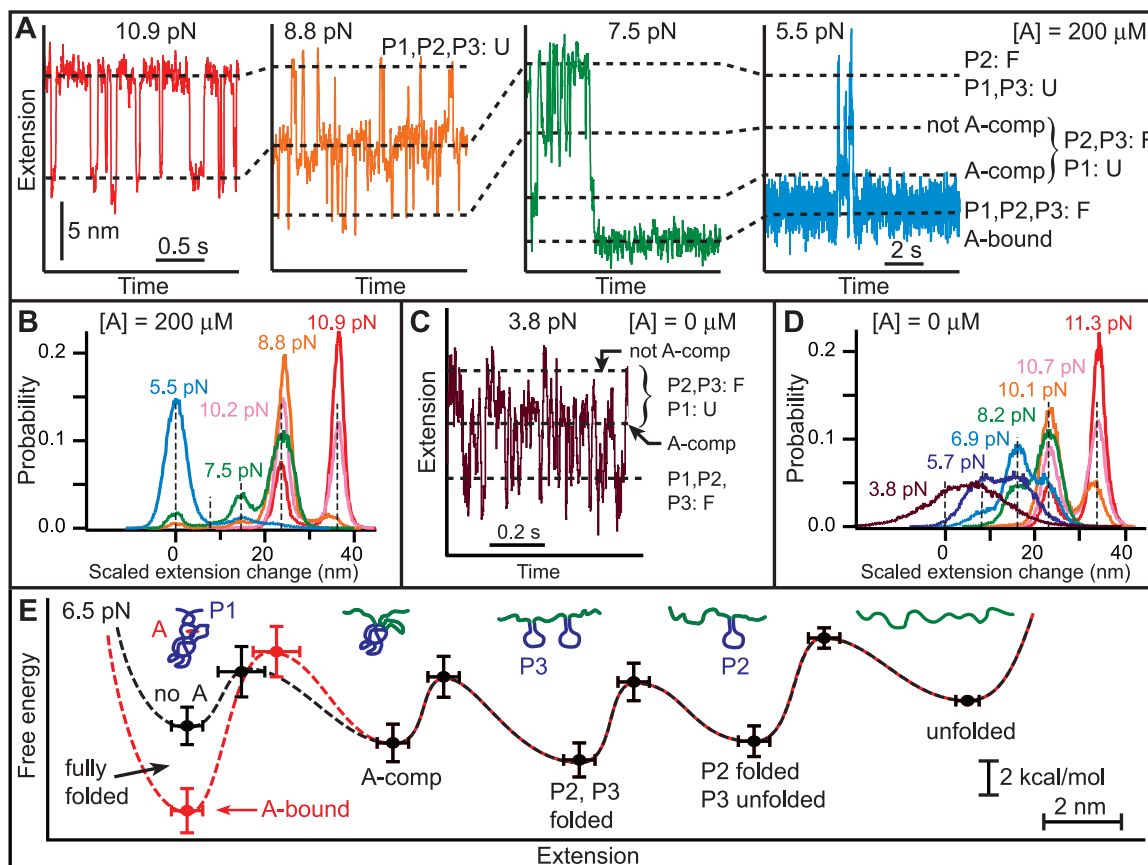 A
10.9 pN
8.8 pN
7.5 pN
5.5 pN
[A] = 200 μM
P1,P2,P3: U
P2: F
P1,P3: U
not A-comp
A-comp
P2,P3: F
P1: U
P1,P2,P3: F
A-bound
Extension
5 nm
0.5 s
2 s
Time
Time
Time
Time
B
[A] = 200 μM
10.9 pN
8.8 pN
5.5 pN
10.2 pN
7.5 pN
Probability
0.2
0.1
0.0
0
20
40
Scaled extension change (nm)
C
3.8 pN
[A] = 0 μM
not A-comp
P2,P3: F
P1: U
A-comp
P1,P2,
P3: F
Extension
0.2 s
Time
D
[A] = 0 μM
11.3 pN
10.7 pN
10.1 pN
8.2 pN
6.9 pN
5.7 pN
3.8 pN
Probability
0.2
0.1
0.0
0
20
40
Scaled extension change (nm)
E
6.5 pN
P1
A
no A
P3
P2
fully
folded
A-bound
A-comp
P2, P3
folded
P2 folded
P3 unfolded
unfolded
2 kcal/mol
2 nm
Free energy
Extension